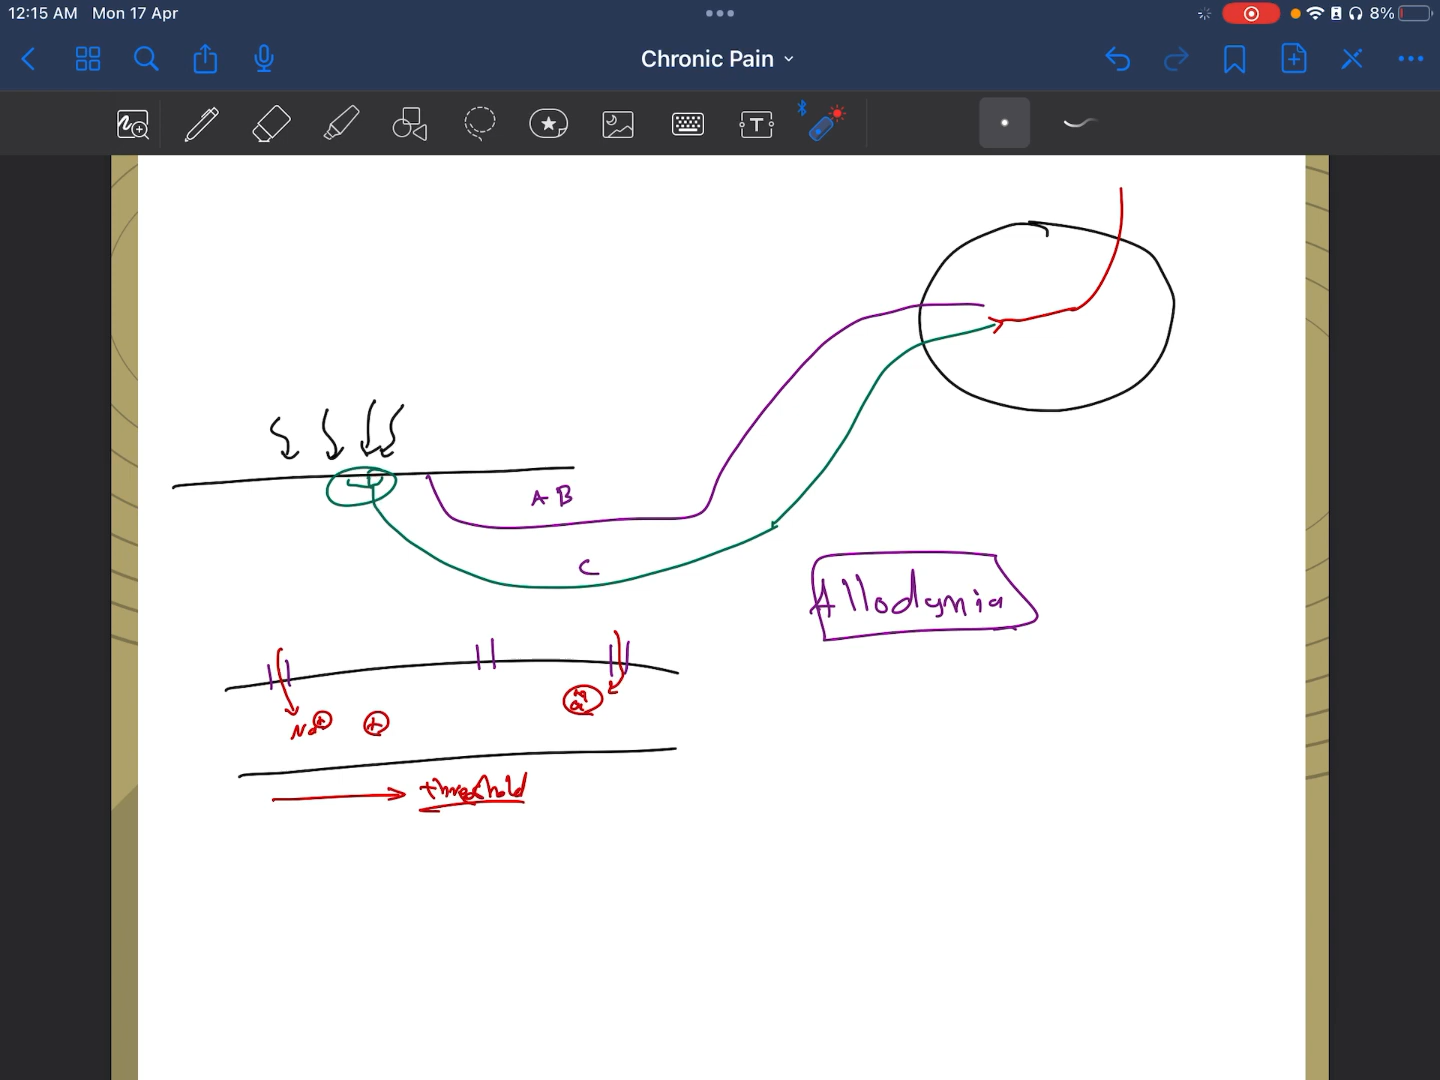 12:15 AM Mon 17 Apr
8%
Chronic Pain
T
A B
C
Allodynia
Na+ +
threshold